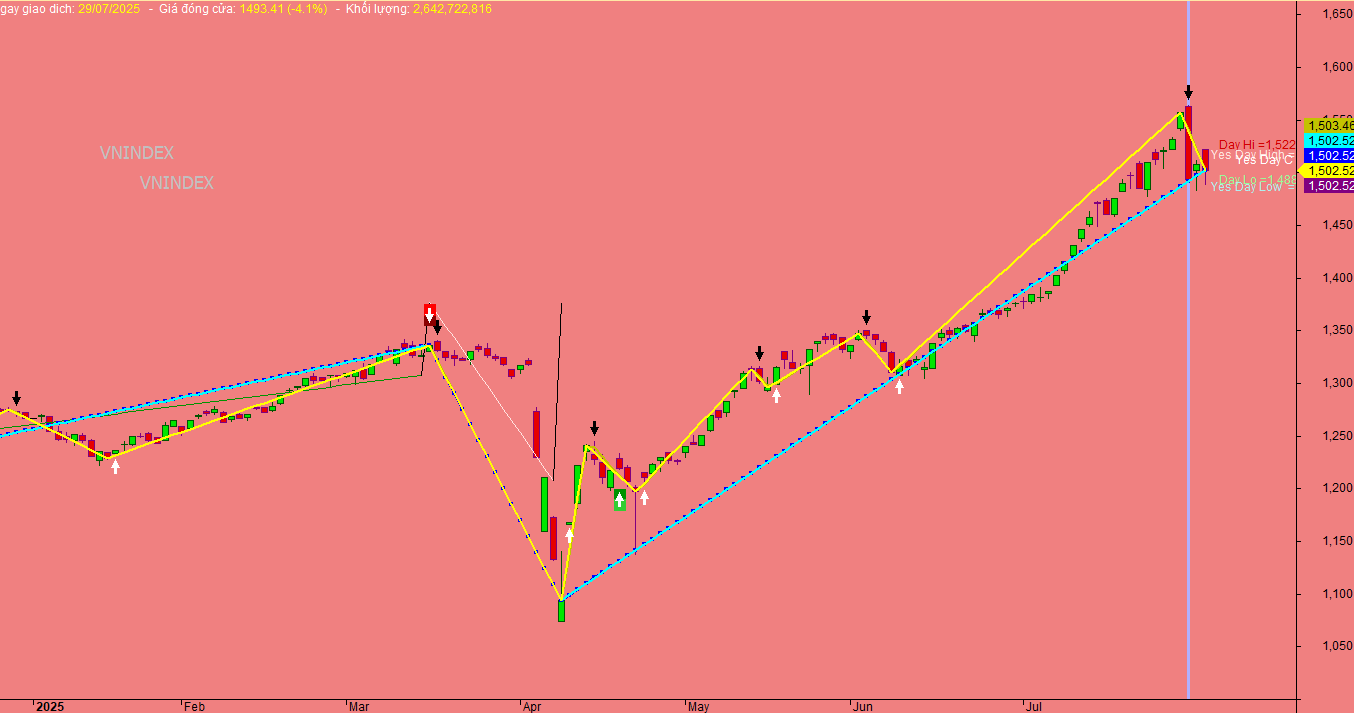 gay giao dich: 29/07/2025 - Giá đóng cửa: 1493.41 (-4.1%) - Khối lượng: 2,642,722,816
1,650
1,600
VNINDEX
VNINDEX
1,503.46
1,502.52
1,502.52
1,502.52
1,502.52
Day Hi =1,522
Yes Day High =
Yes Day C
Day Lo =1,488
Yes Day Low =
1,450
1,400
1,350
1,300
1,250
1,200
1,150
1,100
1,050
2025 Feb Mar Apr May Jun Jul